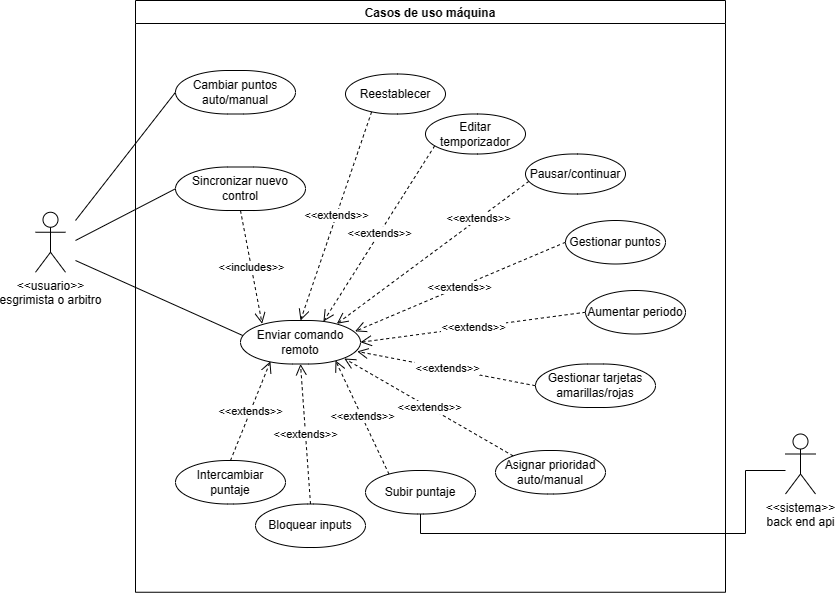 Casos de uso máquina
Cambiar puntos
auto/manual
Reestablecer
Editar
temporizador
Pausar/continuar
Sincronizar nuevo
control
<<extends>>
<<extends>>
<<extends>>
Gestionar puntos
<<includes>>
<<usuario>>
esgrimista o arbitro
<<extends>>
Aumentar periodo
<<extends>>
Enviar comando
remoto
<<extends>>
Gestionar tarjetas
amarillas/rojas
<<extends>>
<<extends>>
<<extends>>
<<extends>>
Intercambiar
puntaje
Bloquear inputs
Subir puntaje
Asignar prioridad
auto/manual
<<sistema>>
back end api